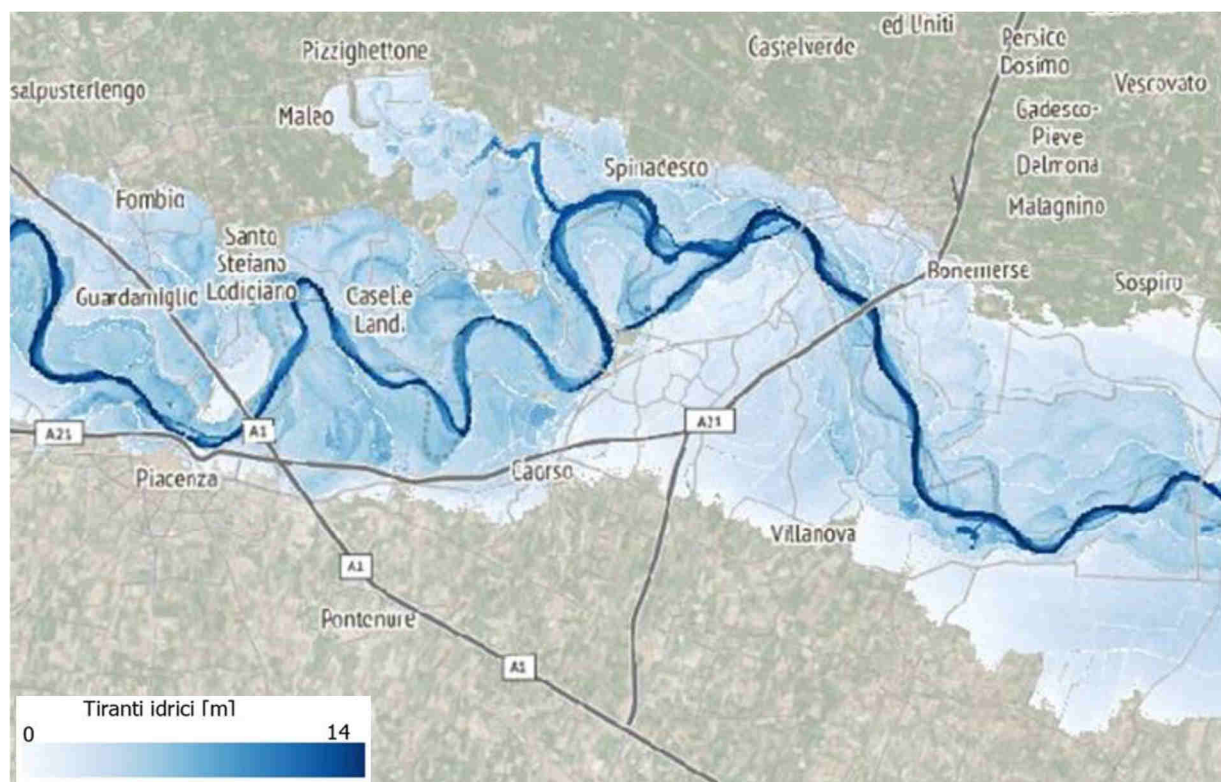 Pizzighettone
Castelverde
ed Uniti
Persico
Dosimo
Vescovato
salpusterlengo
Maleo
Gadesco-
Pieve
Delmona
Spinadesco
Malagnino
Fombio
Santo
Stefano
Lodigiano
Guardamiglio
Caselle
Land.
Bonemerse
Sospiro
A21
A1
A21
Piacenza
Caorso
Villanova
A1
Pontenure
A1
Tiranti idrici [m]
0
14